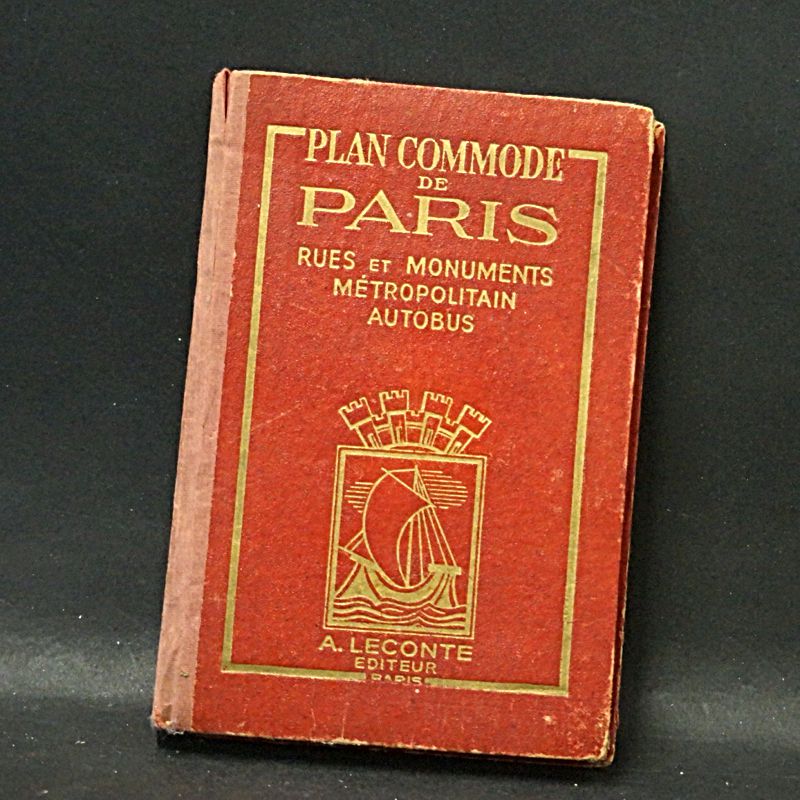 PLAN COMMODE
DE
PARIS
RUES ET MONUMENTS
MÉTROPOLITAIN
AUTOBUS
A. LECONTE
EDITEUR
PARIS